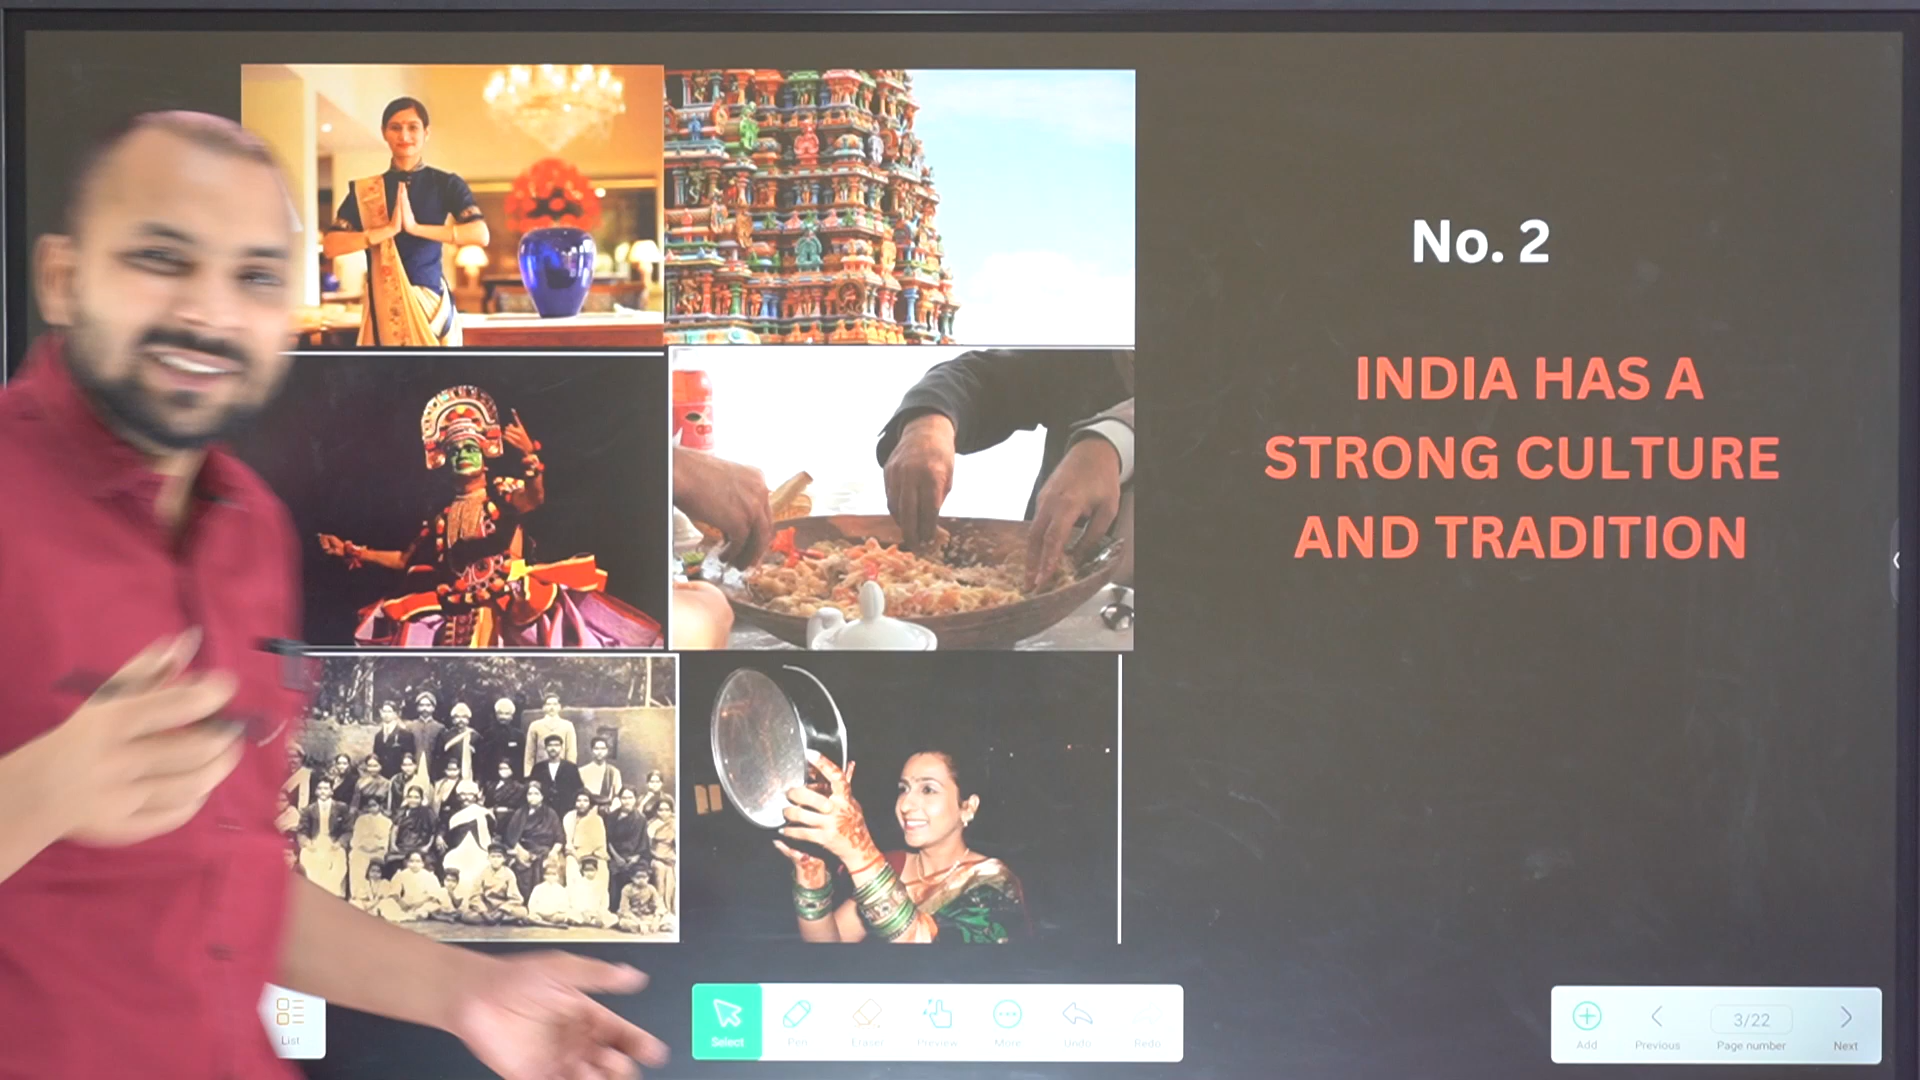 No. 2
INDIA HAS A
STRONG CULTURE
AND TRADITION
List
Select
Pen
Eraser
Preview
More
Undo
Redo
Add
Previous
3/22
Page number
Next